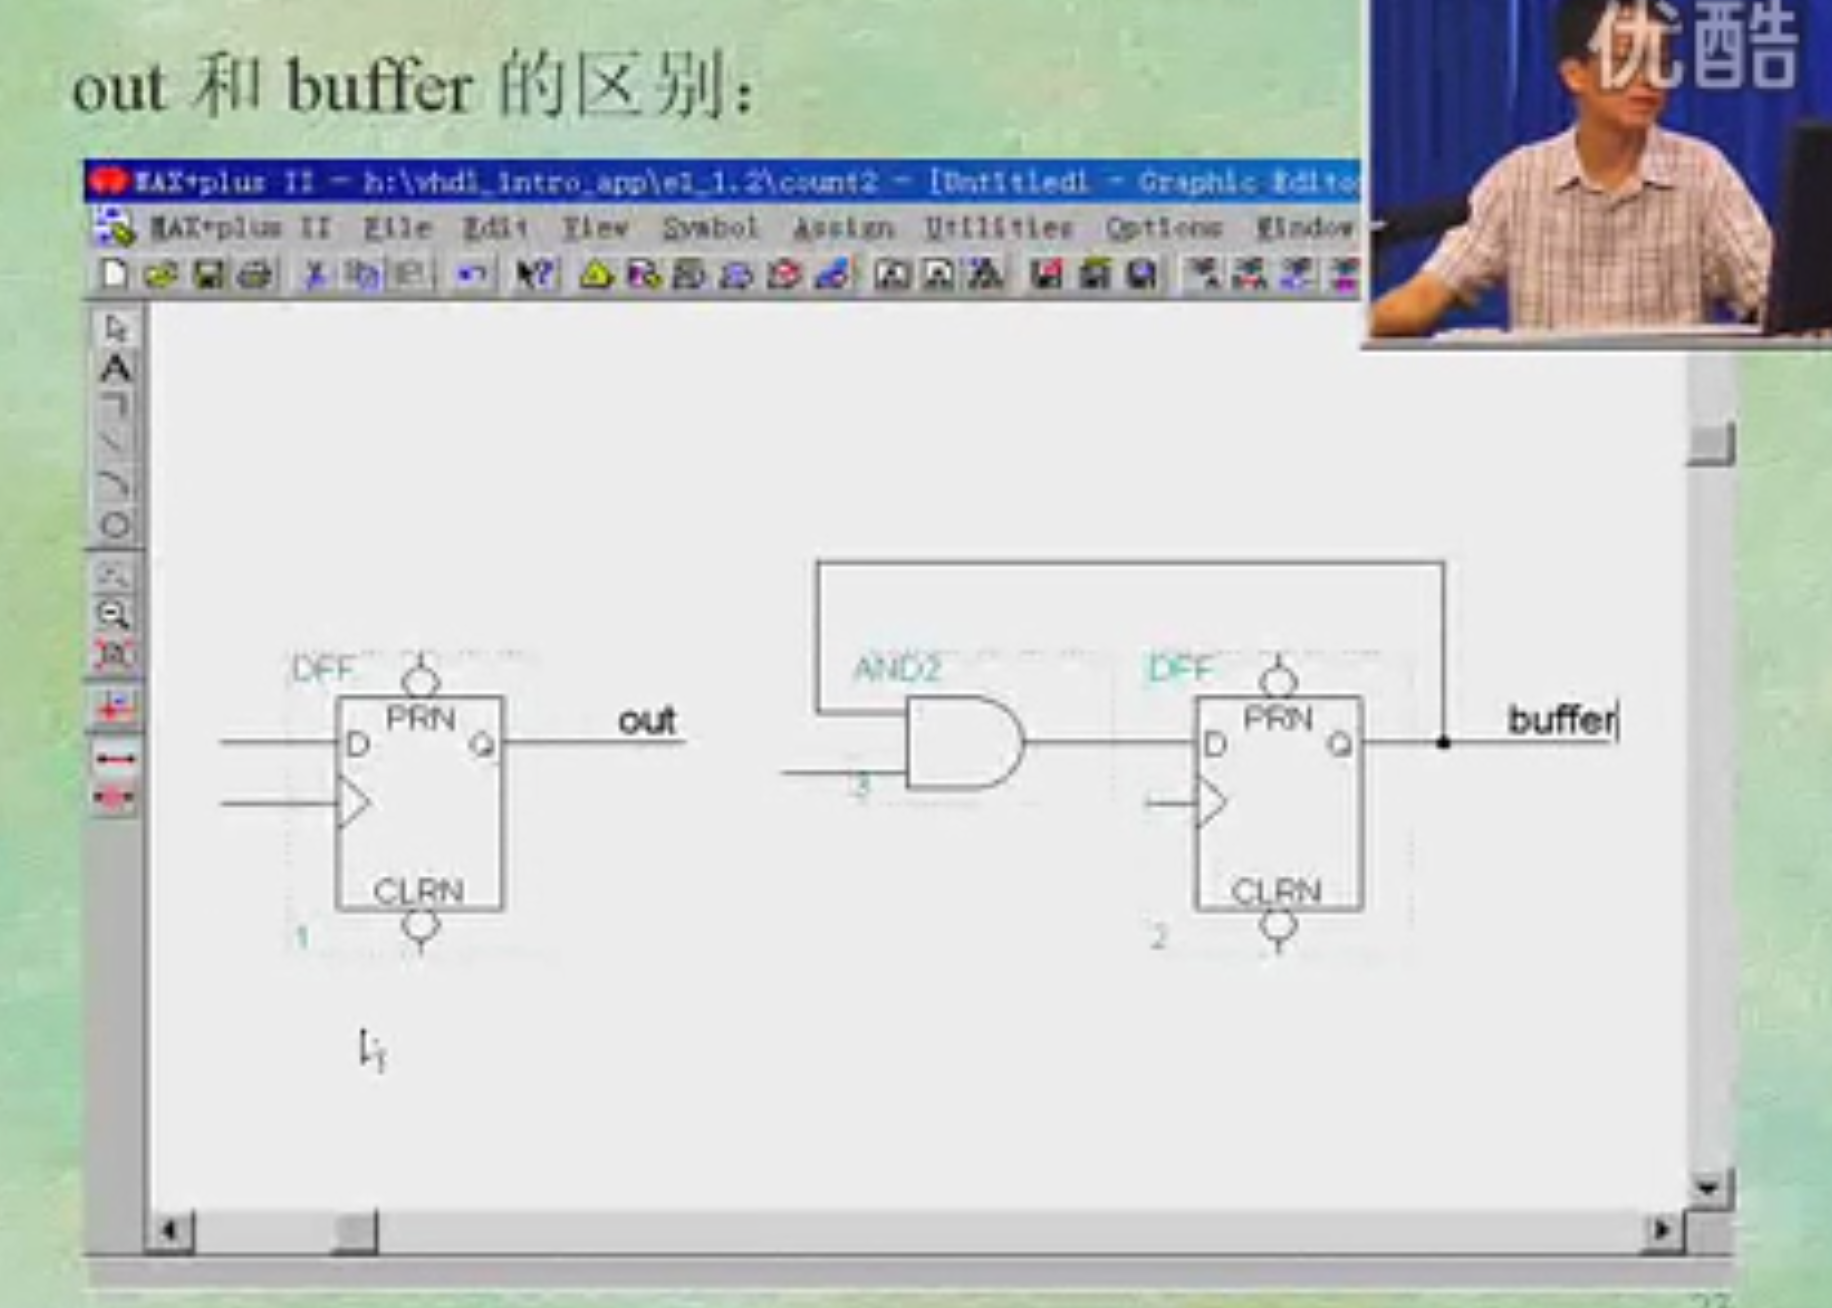 out 和 buffer 的区别:
优酷
MAX+plus II - h:\vhdl_intro_app\e1_1.2\count2 - [Untitled1 - Graphic Edito
MAX+plus II File Edit View Symbol Assign Utilities Options Window
A
DFF
PRN
D
Q
out
CLRN
1
AND2
3
DFF
PRN
D
Q
buffer
CLRN
2